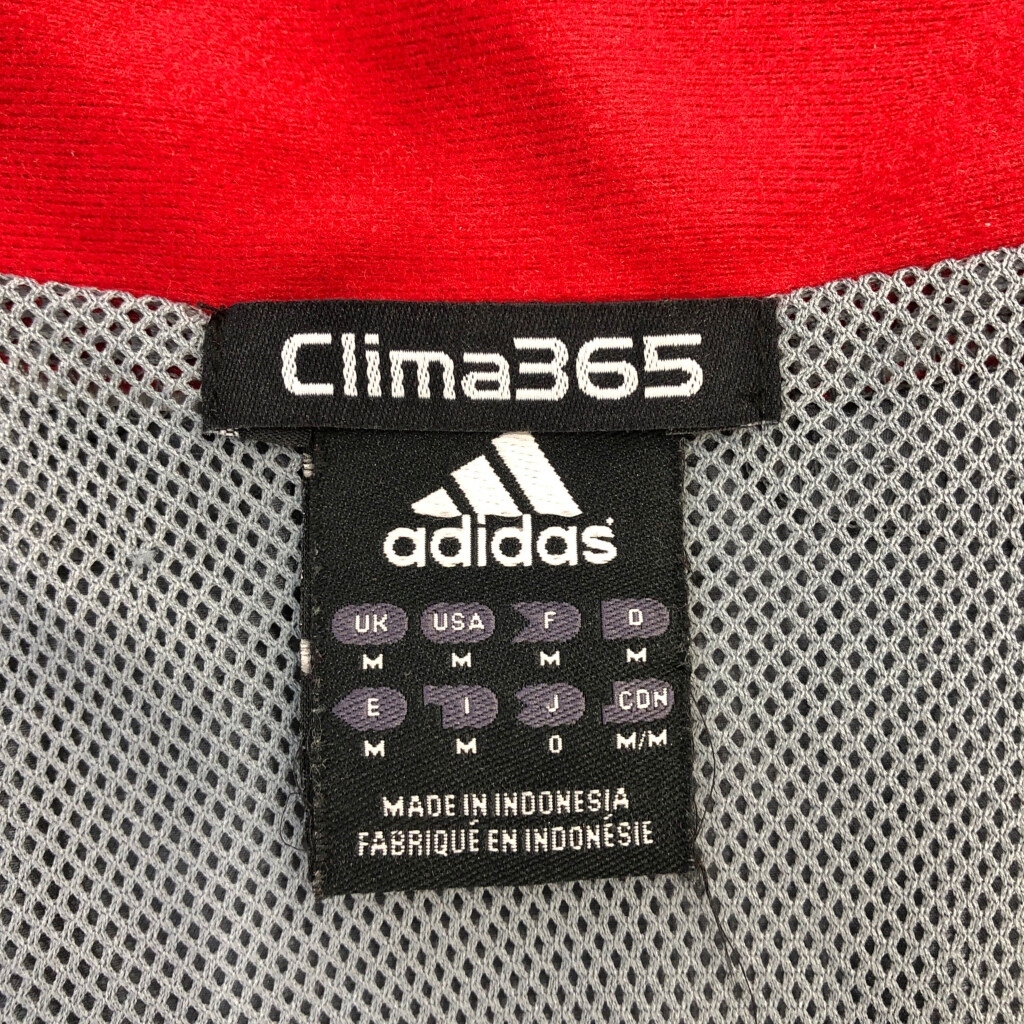 Clima365
adidas
UK USA F D
M M M M
E I J CDN
M M O M/M
MADE IN INDONESIA
FABRIQUÉ EN INDONÉSIE